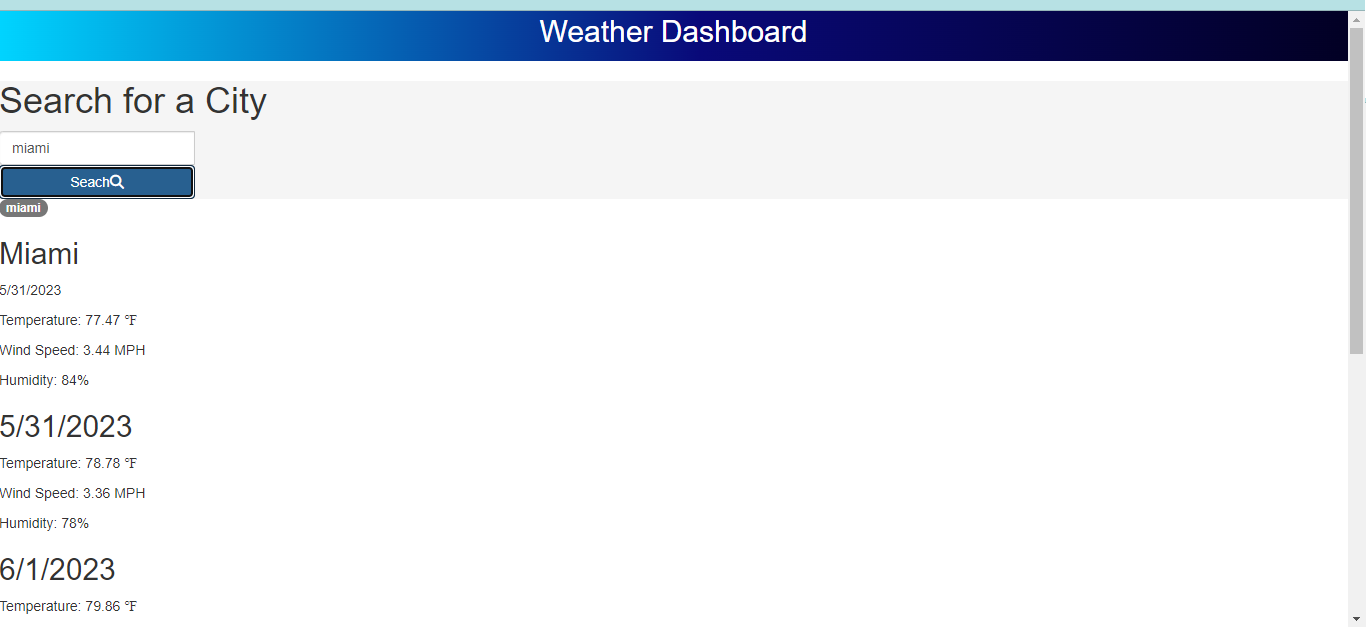 Weather Dashboard
Search for a City
miami
Seach
miami
Miami
5/31/2023
Temperature: 77.47 °F
Wind Speed: 3.44 MPH
Humidity: 84%
5/31/2023
Temperature: 78.78 °F
Wind Speed: 3.36 MPH
Humidity: 78%
6/1/2023
Temperature: 79.86 °F